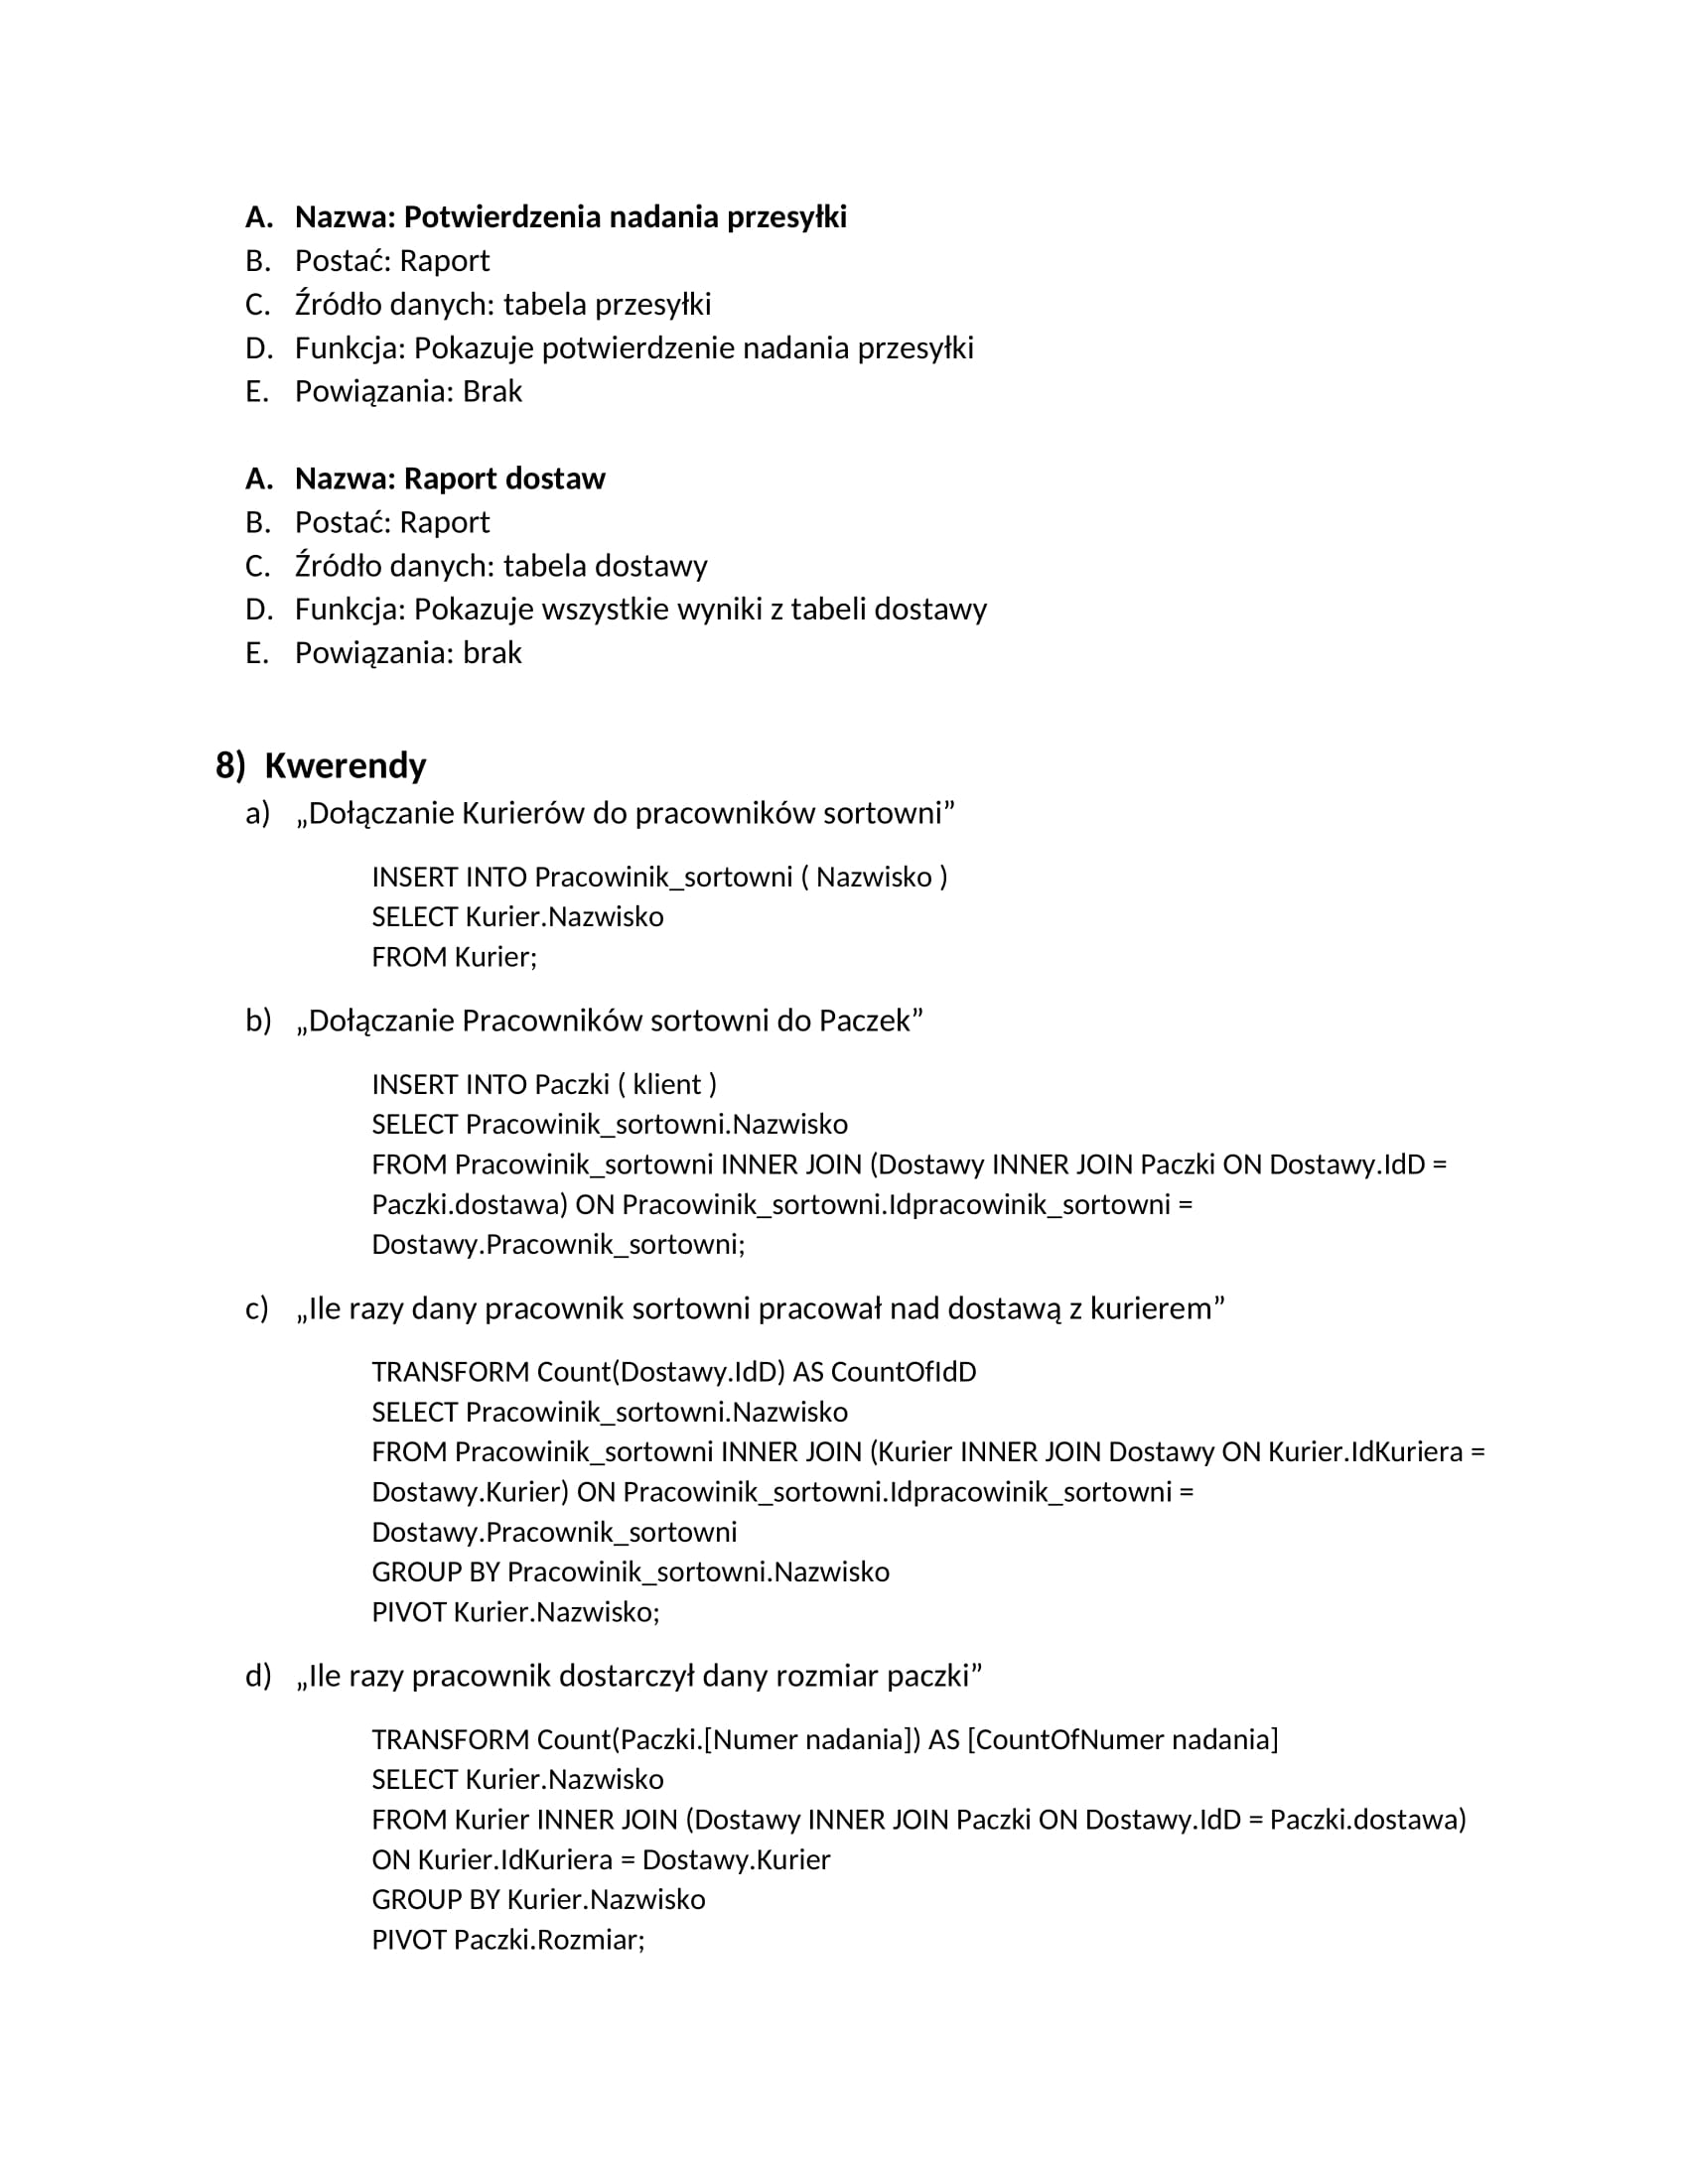 A. Nazwa: Potwierdzenia nadania przesyłki
B. Postać: Raport
C. Źródło danych: tabela przesyłki
D. Funkcja: Pokazuje potwierdzenie nadania przesyłki
E. Powiązania: Brak
A. Nazwa: Raport dostaw
B. Postać: Raport
C. Źródło danych: tabela dostawy
D. Funkcja: Pokazuje wszystkie wyniki z tabeli dostawy
E. Powiązania: brak
8) Kwerendy
a) „Dołączanie Kurierów do pracowników sortowni”
INSERT INTO Pracowinik_sortowni ( Nazwisko )
SELECT Kurier.Nazwisko
FROM Kurier;
b) „Dołączanie Pracowników sortowni do Paczek”
INSERT INTO Paczki ( klient )
SELECT Pracowinik_sortowni.Nazwisko
FROM Pracowinik_sortowni INNER JOIN (Dostawy INNER JOIN Paczki ON Dostawy.IdD =
Paczki.dostawa) ON Pracowinik_sortowni.Idpracowinik_sortowni =
Dostawy.Pracownik_sortowni;
c) „Ile razy dany pracownik sortowni pracował nad dostawą z kurierem”
TRANSFORM Count(Dostawy.IdD) AS CountOfIdD
SELECT Pracowinik_sortowni.Nazwisko
FROM Pracowinik_sortowni INNER JOIN (Kurier INNER JOIN Dostawy ON Kurier.IdKuriera =
Dostawy.Kurier) ON Pracowinik_sortowni.Idpracowinik_sortowni =
Dostawy.Pracownik_sortowni
GROUP BY Pracowinik_sortowni.Nazwisko
PIVOT Kurier.Nazwisko;
d) „Ile razy pracownik dostarczył dany rozmiar paczki”
TRANSFORM Count(Paczki.[Numer nadania]) AS [CountOfNumer nadania]
SELECT Kurier.Nazwisko
FROM Kurier INNER JOIN (Dostawy INNER JOIN Paczki ON Dostawy.IdD = Paczki.dostawa)
ON Kurier.IdKuriera = Dostawy.Kurier
GROUP BY Kurier.Nazwisko
PIVOT Paczki.Rozmiar;